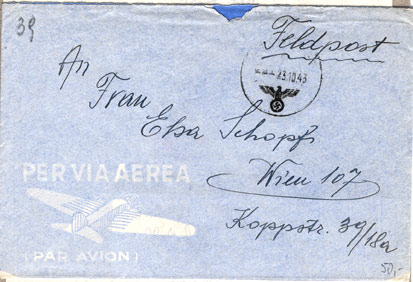 39
Feldpost
23.10.43
An
Frau
Elsa Schopf
PER VIA AEREA
Wien 107
Koppstr. 39/18a
(PAR AVION)
50,-